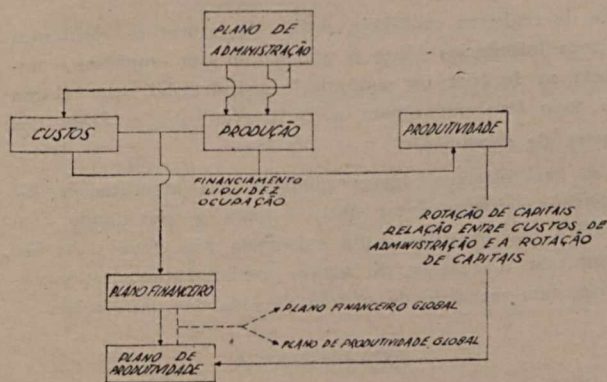 PLANO DE
ADMINISTRAÇÃO
CUSTOS
PRODUÇÃO
PRODUTIVIDADE
FINANCIAMENTO
LIQUIDEZ
OCUPAÇÃO
ROTAÇÃO DE CAPITAIS
RELAÇÃO ENTRE CUSTOS DE
ADMINISTRAÇÃO E A ROTAÇÃO
DE CAPITAIS
PLANO FINANCEIRO
PLANO FINANCEIRO GLOBAL
PLANO DE PRODUTIVIDADE GLOBAL
PLANO DE
PRODUTIVIDADE